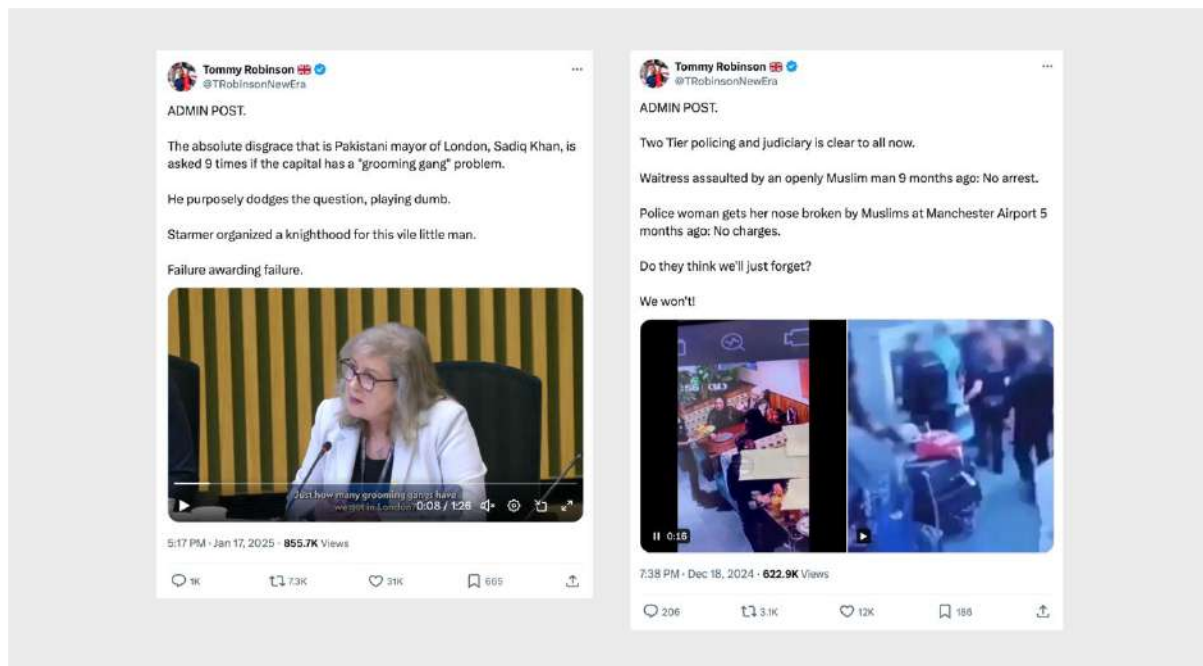 Tommy Robinson
@TRobinsonNewEra
ADMIN POST.
The absolute disgrace that is Pakistani mayor of London, Sadiq Khan, is
asked 9 times if the capital has a "grooming gang" problem.
He purposely dodges the question, playing dumb.
Starmer organized a knighthood for this vile little man.
Failure awarding failure.
Just how many grooming gangs have
we got in London?
0:08 / 1:26
5:17 PM · Jan 17, 2025 · 855.7K Views
1K 7.3K 31K 665
Tommy Robinson
@TRobinsonNewEra
ADMIN POST.
Two Tier policing and judiciary is clear to all now.
Waitress assaulted by an openly Muslim man 9 months ago: No arrest.
Police woman gets her nose broken by Muslims at Manchester Airport 5
months ago: No charges.
Do they think we'll just forget?
We won't!
0:16
7:38 PM · Dec 18, 2024 · 622.9K Views
206 3.1K 12K 186